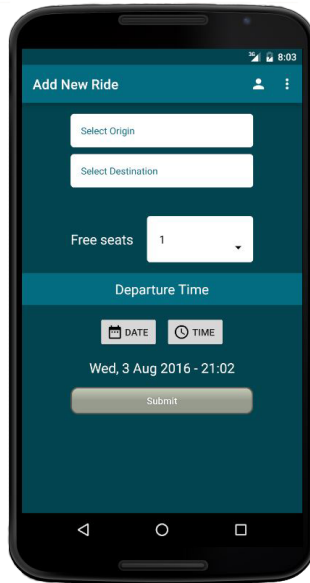 3G 8:03
Add New Ride
Select Origin
Select Destination
Free seats 1
Departure Time
DATE TIME
Wed, 3 Aug 2016 - 21:02
Submit